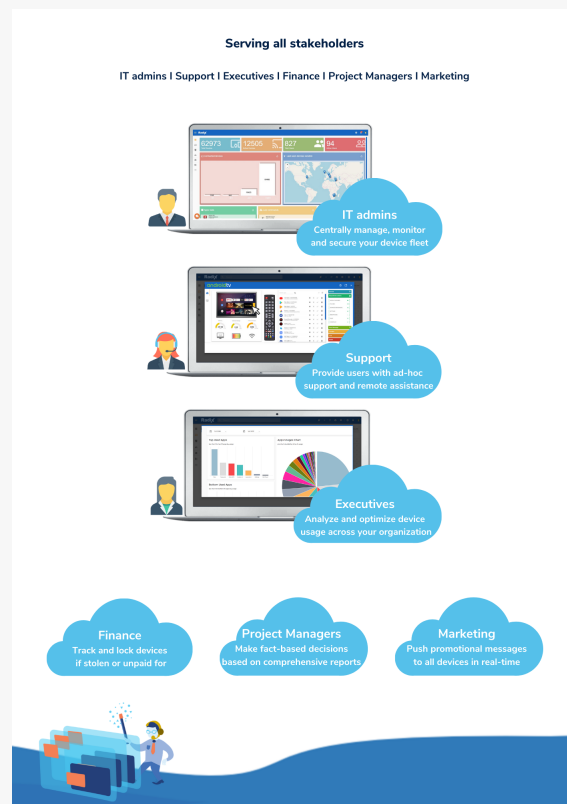 Serving all stakeholders
IT admins I Support I Executives I Finance I Project Managers I Marketing
62973
12505
827
94
IT admins
Centrally manage, monitor
and secure your device fleet
androidtv
Support
Provide users with ad-hoc
support and remote assistance
Executives
Analyze and optimize device
usage across your organization
Finance
Track and lock devices
if stolen or unpaid for
Project Managers
Make fact-based decisions
based on comprehensive reports
Marketing
Push promotional messages
to all devices in real-time